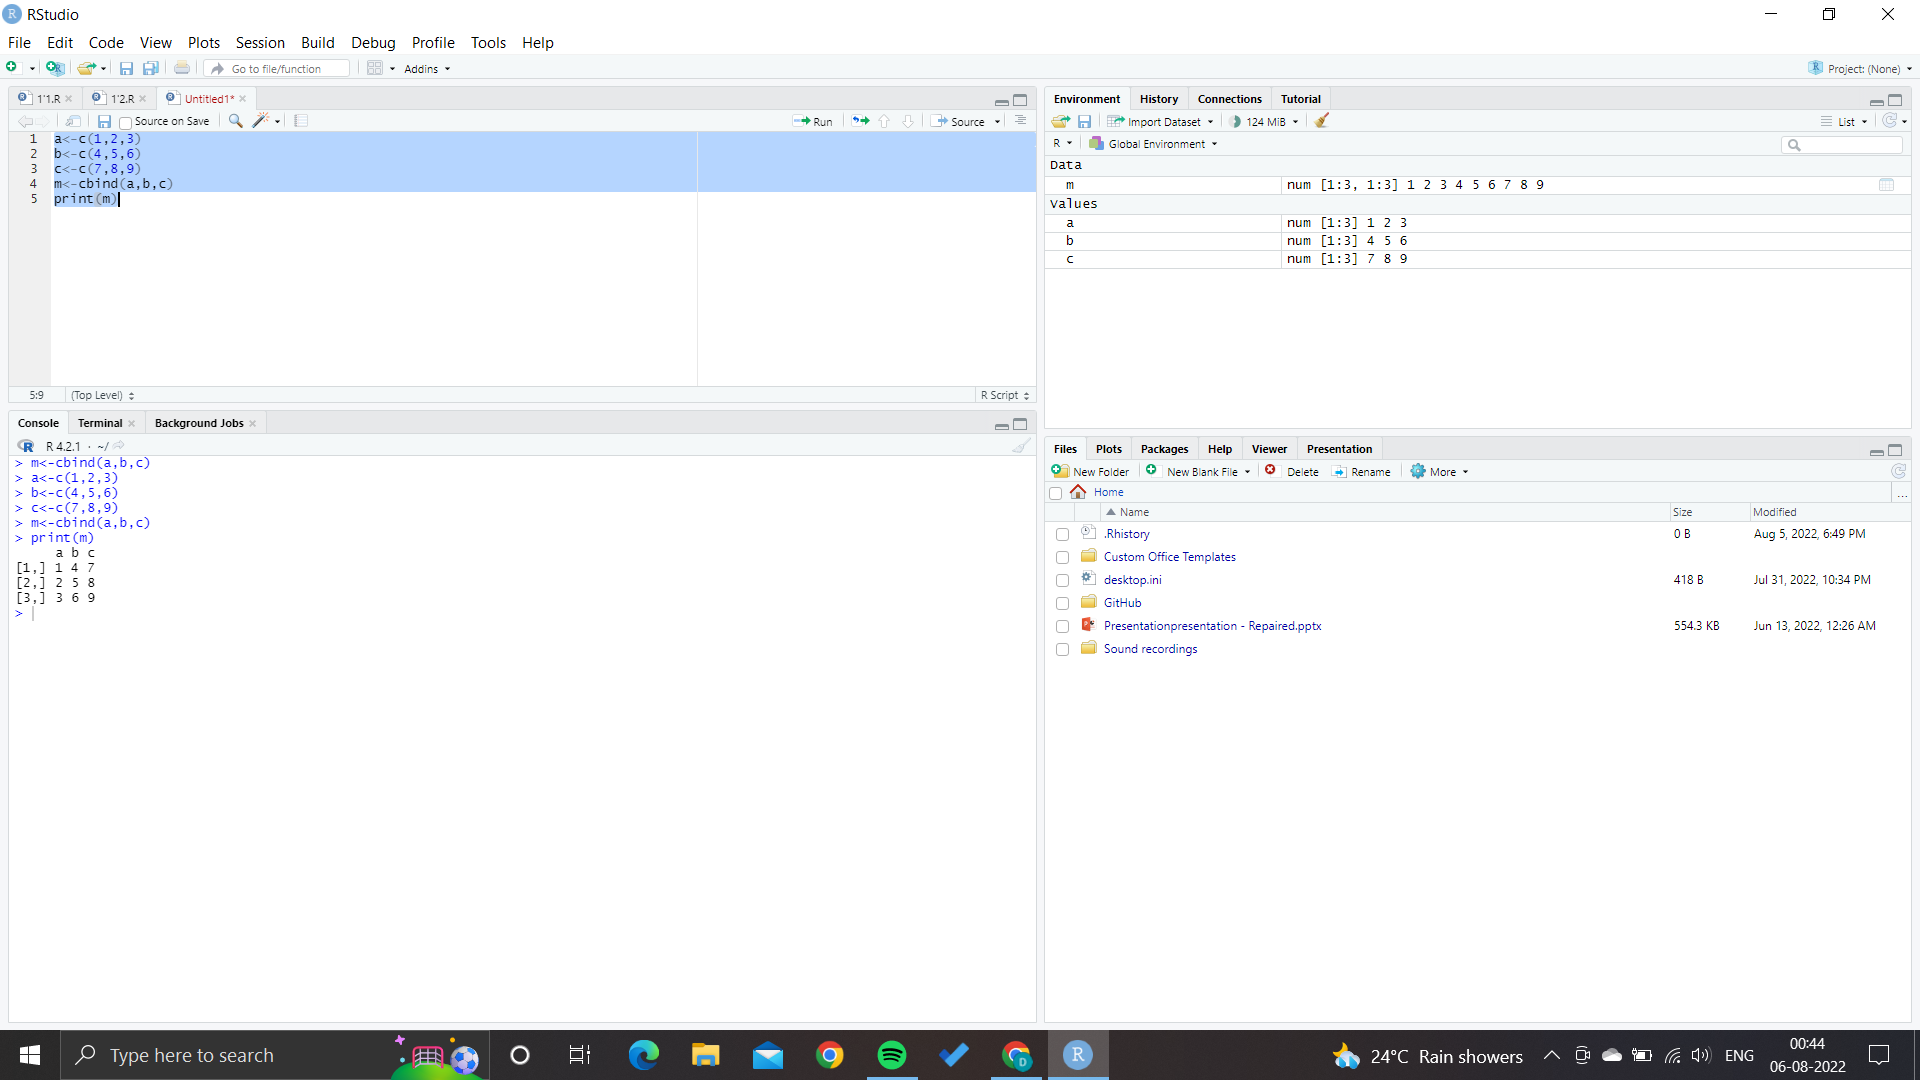 RStudio
File Edit Code View Plots Session Build Debug Profile Tools Help
Go to file/function Addins Project: (None)
1'1.R 1'2.R Untitled1*
Source on Save Run Source
1 a<-c(1,2,3)
2 b<-c(4,5,6)
3 c<-c(7,8,9)
4 m<-cbind(a,b,c)
5 print(m)
5:9 (Top Level) R Script
Console Terminal Background Jobs
R 4.2.1 · ~/
> m<-cbind(a,b,c)
> a<-c(1,2,3)
> b<-c(4,5,6)
> c<-c(7,8,9)
> m<-cbind(a,b,c)
> print(m)
a b c
[1,] 1 4 7
[2,] 2 5 8
[3,] 3 6 9
>
Environment History Connections Tutorial
Import Dataset 124 MiB List
R Global Environment
Data
m num [1:3, 1:3] 1 2 3 4 5 6 7 8 9
Values
a num [1:3] 1 2 3
b num [1:3] 4 5 6
c num [1:3] 7 8 9
Files Plots Packages Help Viewer Presentation
New Folder New Blank File Delete Rename More
Home ...
Name Size Modified
.Rhistory 0 B Aug 5, 2022, 6:49 PM
Custom Office Templates
desktop.ini 418 B Jul 31, 2022, 10:34 PM
GitHub
Presentationpresentation - Repaired.pptx 554.3 KB Jun 13, 2022, 12:26 AM
Sound recordings
Type here to search 24°C Rain showers ENG 00:44
06-08-2022